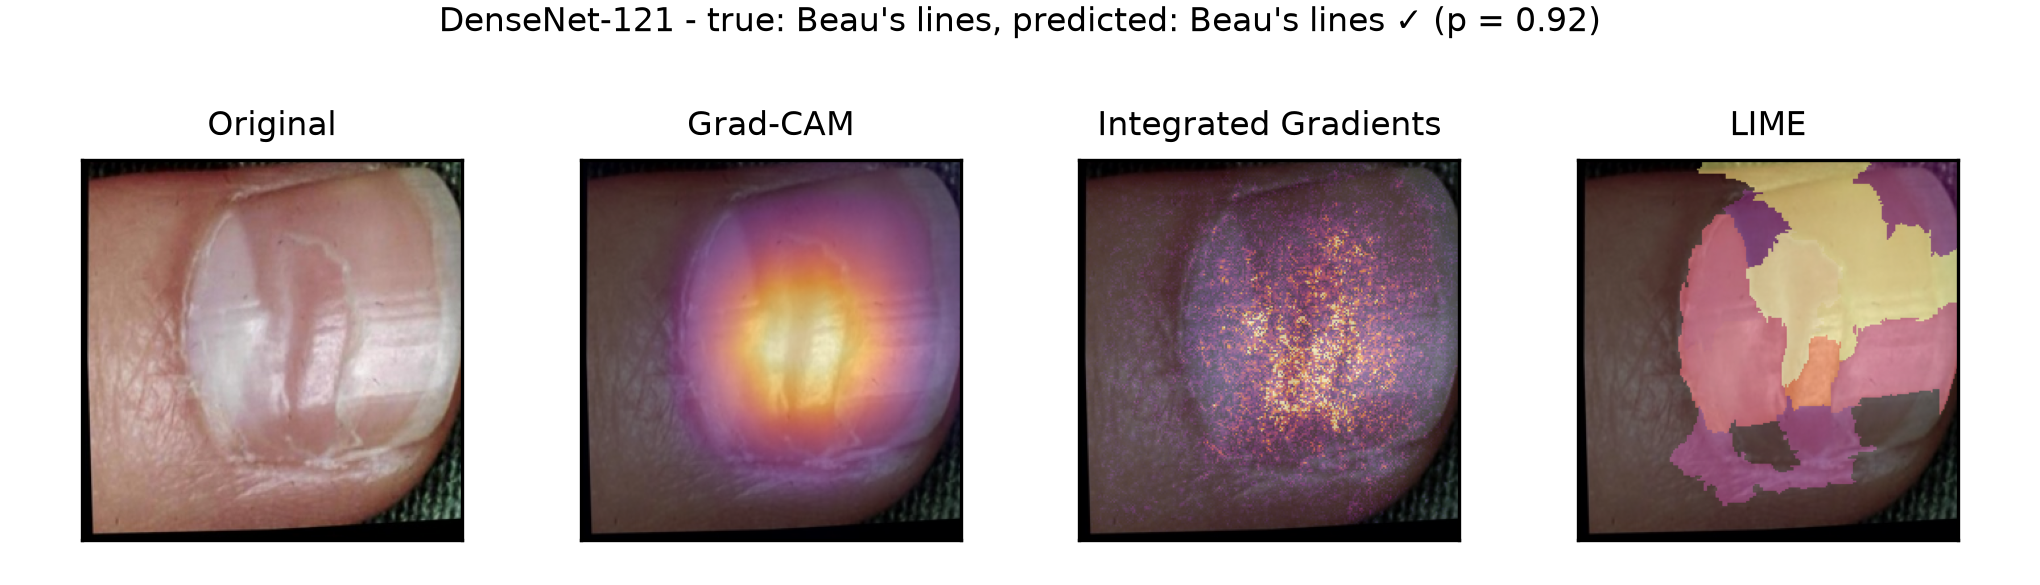 DenseNet-121 - true: Beau's lines, predicted: Beau's lines ✓ (p = 0.92)
Original
Grad-CAM
Integrated Gradients
LIME